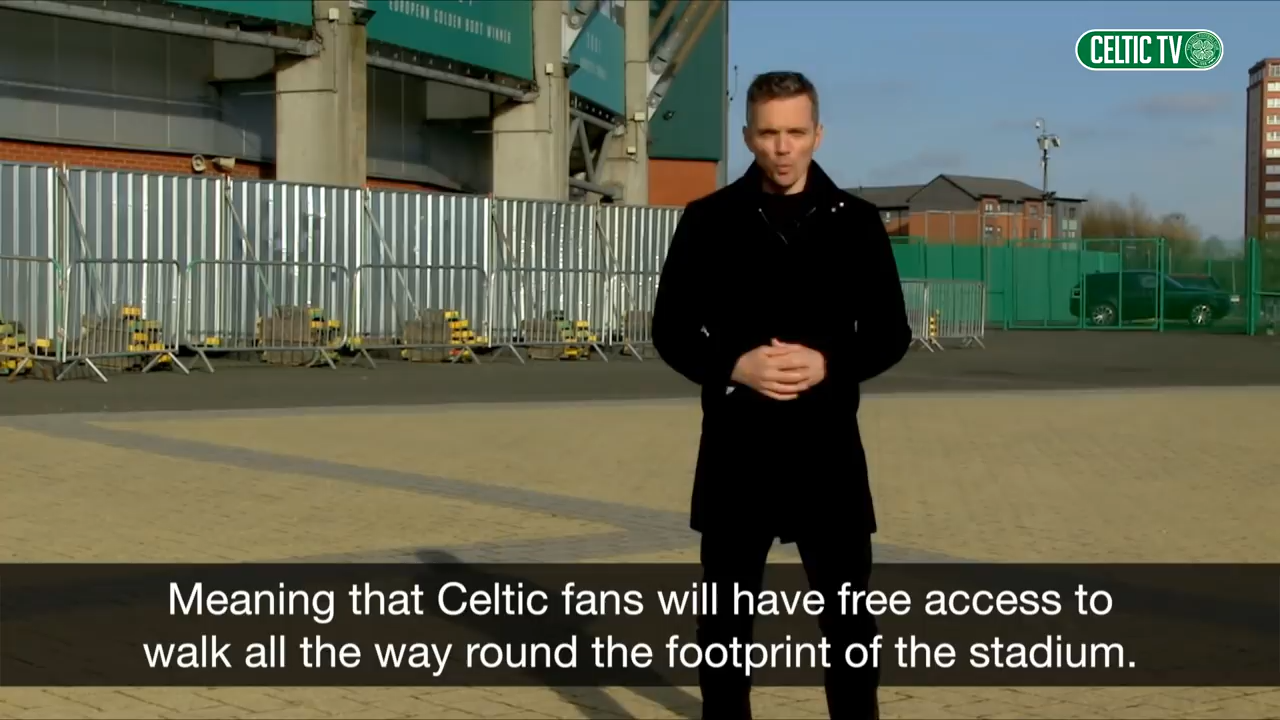 EUROPEAN GOLDEN BOOT WINNER
CELTIC TV
Meaning that Celtic fans will have free access to
walk all the way round the footprint of the stadium.